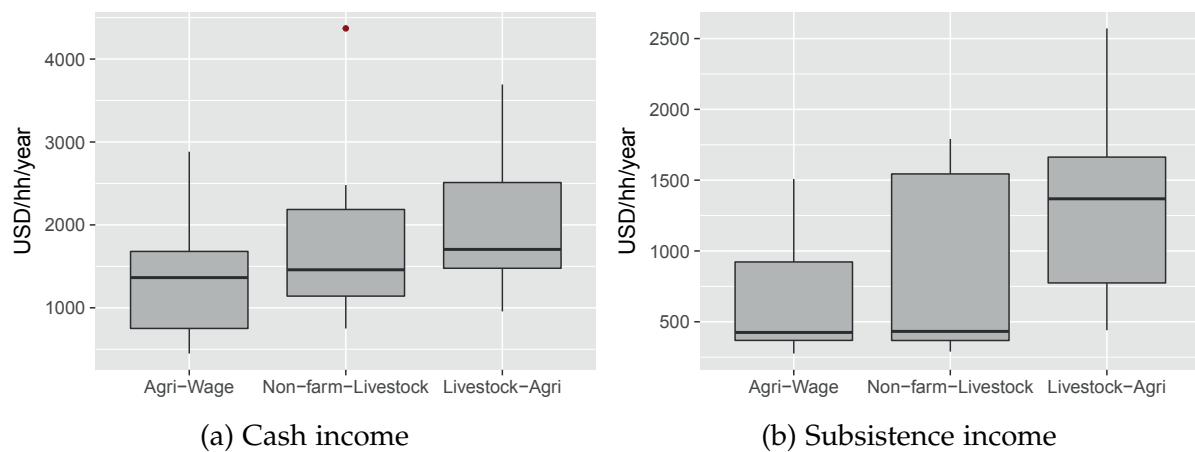 USD/hh/year
4000
3000
2000
1000
Agri−Wage Non−farm−Livestock Livestock−Agri
(a) Cash income
USD/hh/year
2500
2000
1500
1000
500
Agri−Wage Non−farm−Livestock Livestock−Agri
(b) Subsistence income